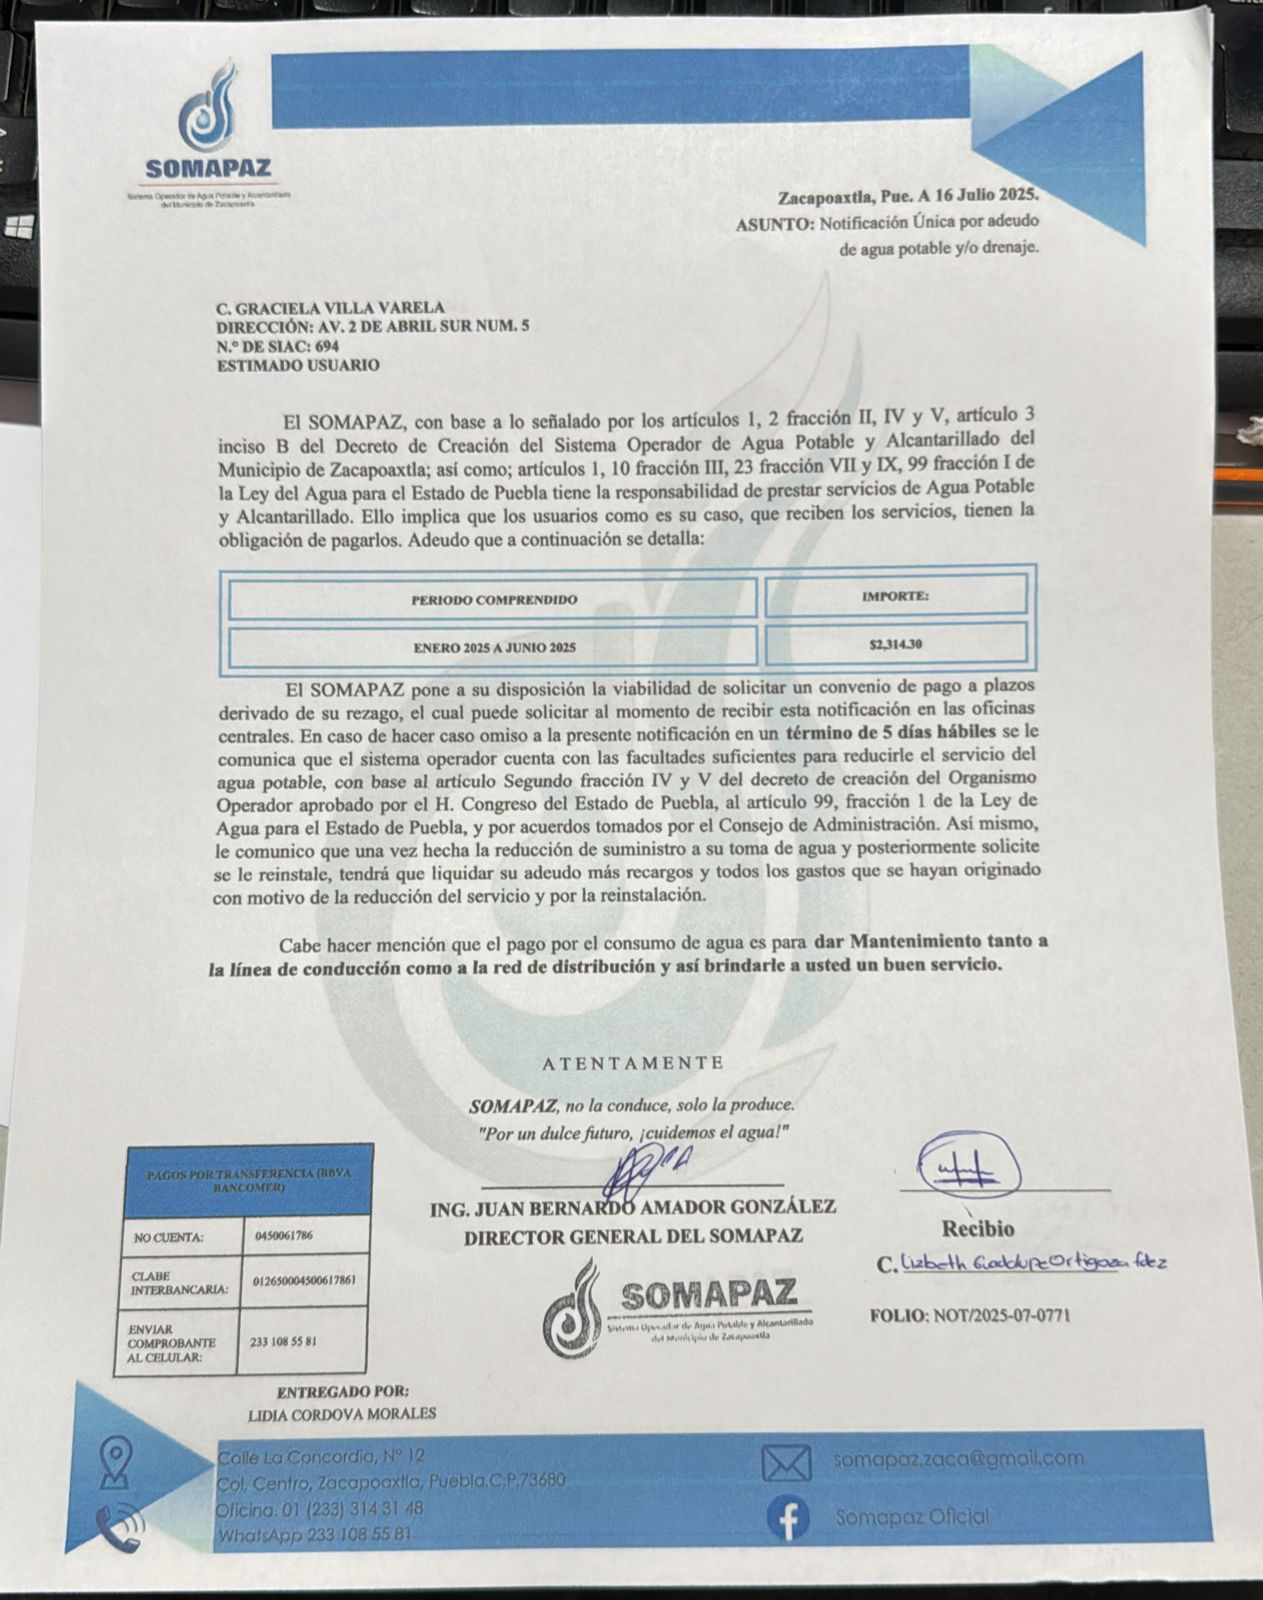 SOMAPAZ
Sistema Operador de Agua Potable y Alcantarillado
del Municipio de Zacapoaxtla
Zacapoaxtla, Pue. A 16 Julio 2025.
ASUNTO: Notificación Única por adeudo
de agua potable y/o drenaje.
C. GRACIELA VILLA VARELA
DIRECCIÓN: AV. 2 DE ABRIL SUR NUM. 5
N.º DE SIAC: 694
ESTIMADO USUARIO
El SOMAPAZ, con base a lo señalado por los artículos 1, 2 fracción II, IV y V, artículo 3
inciso B del Decreto de Creación del Sistema Operador de Agua Potable y Alcantarillado del
Municipio de Zacapoaxtla; así como; artículos 1, 10 fracción III, 23 fracción VII y IX, 99 fracción I de
la Ley del Agua para el Estado de Puebla tiene la responsabilidad de prestar servicios de Agua Potable
y Alcantarillado. Ello implica que los usuarios como es su caso, que reciben los servicios, tienen la
obligación de pagarlos. Adeudo que a continuación se detalla:
PERIODO COMPRENDIDO IMPORTE:
ENERO 2025 A JUNIO 2025 $2,314.30
El SOMAPAZ pone a su disposición la viabilidad de solicitar un convenio de pago a plazos
derivado de su rezago, el cual puede solicitar al momento de recibir esta notificación en las oficinas
centrales. En caso de hacer caso omiso a la presente notificación en un término de 5 días hábiles se le
comunica que el sistema operador cuenta con las facultades suficientes para reducirle el servicio del
agua potable, con base al artículo Segundo fracción IV y V del decreto de creación del Organismo
Operador aprobado por el H. Congreso del Estado de Puebla, al artículo 99, fracción 1 de la Ley de
Agua para el Estado de Puebla, y por acuerdos tomados por el Consejo de Administración. Así mismo,
le comunico que una vez hecha la reducción de suministro a su toma de agua y posteriormente solicite
se le reinstale, tendrá que liquidar su adeudo más recargos y todos los gastos que se hayan originado
con motivo de la reducción del servicio y por la reinstalación.
Cabe hacer mención que el pago por el consumo de agua es para dar Mantenimiento tanto a
la línea de conducción como a la red de distribución y así brindarle a usted un buen servicio.
ATENTAMENTE
SOMAPAZ, no la conduce, solo la produce.
"Por un dulce futuro, ¡cuidemos el agua!"
ING. JUAN BERNARDO AMADOR GONZÁLEZ
DIRECTOR GENERAL DEL SOMAPAZ
SOMAPAZ
Sistema Operador de Agua Potable y Alcantarillado
del Municipio de Zacapoaxtla
Recibio
C. Lizbeth Guadalupe Ortigoza fdez
FOLIO: NOT/2025-07-0771
PAGOS POR TRANSFERENCIA (BBVA
BANCOMER)
NO CUENTA: 0450061786
CLABE
INTERBANCARIA: 012650004500617861
ENVIAR
COMPROBANTE
AL CELULAR: 233 108 55 81
ENTREGADO POR:
LIDIA CORDOVA MORALES
Calle La Concordia, Nº 12
Col. Centro, Zacapoaxtla, Puebla.C.P.73680
Oficina: 01 (233) 314 31 48
WhatsApp 233 108 55 81
somapaz.zaca@gmail.com
Somapaz Oficial